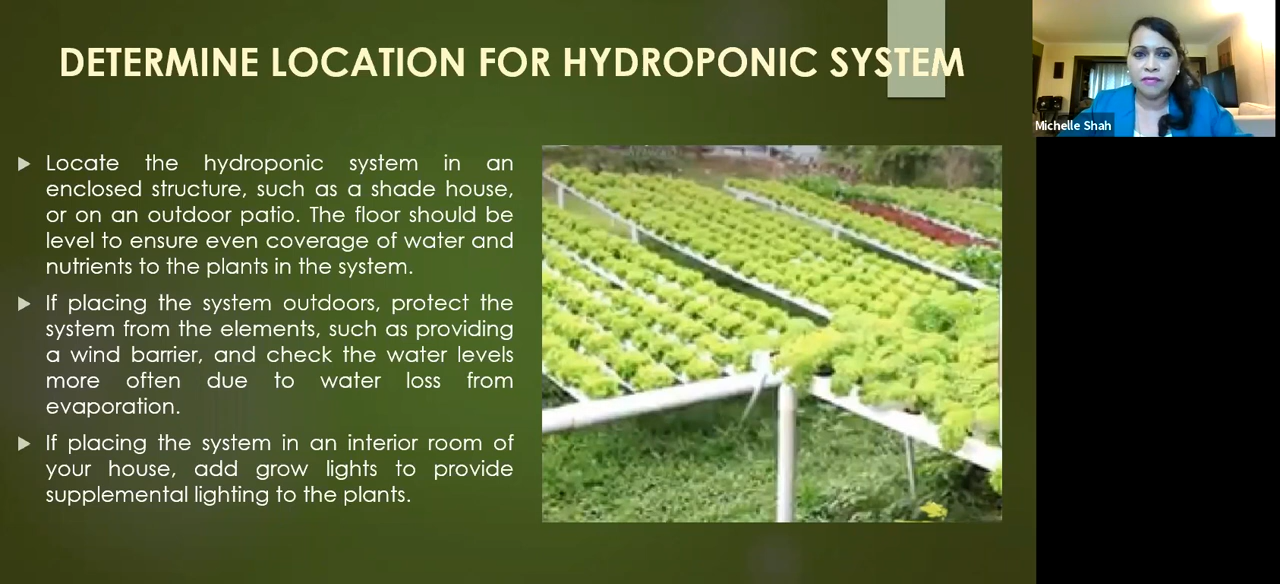 DETERMINE LOCATION FOR HYDROPONIC SYSTEM
Locate the hydroponic system in an
enclosed structure, such as a shade house,
or on an outdoor patio. The floor should be
level to ensure even coverage of water and
nutrients to the plants in the system.
If placing the system outdoors, protect the
system from the elements, such as providing
a wind barrier, and check the water levels
more often due to water loss from
evaporation.
If placing the system in an interior room of
your house, add grow lights to provide
supplemental lighting to the plants.
Michelle Shah